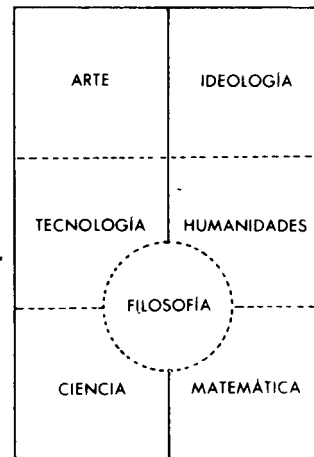 ARTE IDEOLOGÍA
TECNOLOGÍA HUMANIDADES
FILOSOFÍA
CIENCIA MATEMÁTICA